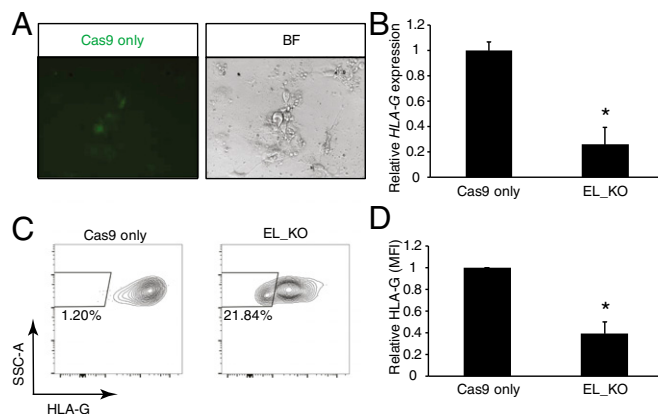 A
Cas9 only
BF
B
Relative HLA-G expression
1.2
1
0.8
0.6
0.4
0.2
0
*
Cas9 only
EL_KO
C
Cas9 only
EL_KO
1.20%
21.84%
SSC-A
HLA-G
D
Relative HLA-G (MFI)
1.2
1
0.8
0.6
0.4
0.2
0
*
Cas9 only
EL_KO